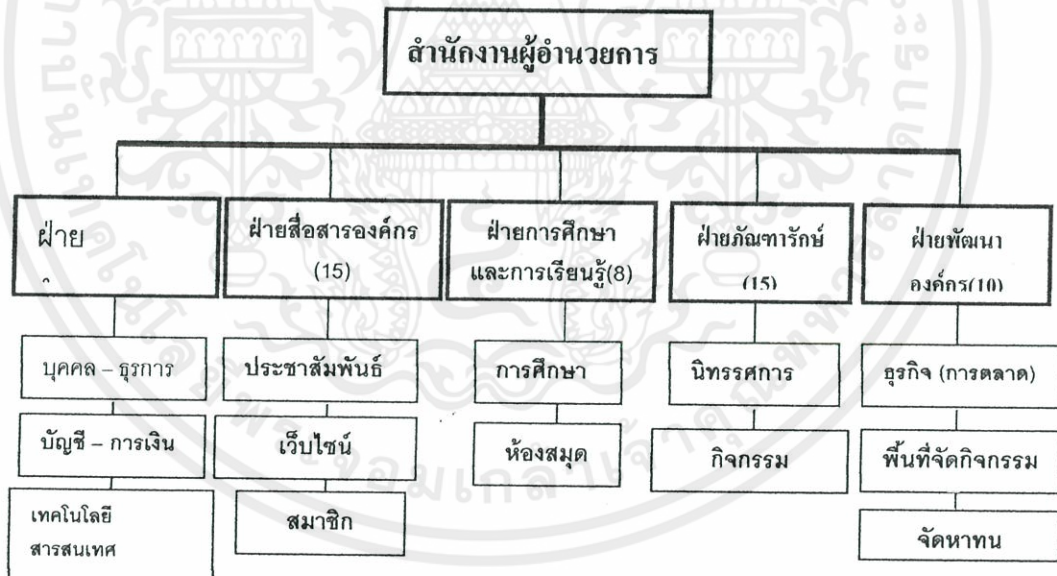 สำนักงานผู้อำนวยการ
ฝ่าย
ฝ่ายสื่อสารองค์กร
(15)
ฝ่ายการศึกษา
และการเรียนรู้(8)
ฝ่ายภัณฑารักษ์
(15)
ฝ่ายพัฒนา
องค์กร(10)
บุคคล – ธุรการ
ประชาสัมพันธ์
การศึกษา
นิทรรศการ
ธุรกิจ (การตลาด)
บัญชี – การเงิน
เว็บไซน์
ห้องสมุด
กิจกรรม
พื้นที่จัดกิจกรรม
เทคโนโลยี
สารสนเทศ
สมาชิก
จัดหาทน